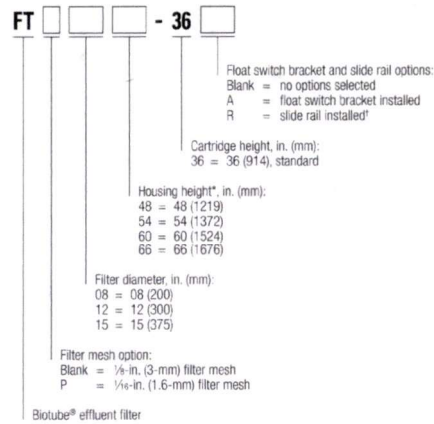 FT - 36
Float switch bracket and slide rail options:
Blank = no options selected
A = float switch bracket installed
R = slide rail installed†
Cartridge height, in. (mm):
36 = 36 (914), standard
Housing height*, in. (mm):
48 = 48 (1219)
54 = 54 (1372)
60 = 60 (1524)
66 = 66 (1676)
Filter diameter, in. (mm):
08 = 08 (200)
12 = 12 (300)
15 = 15 (375)
Filter mesh option:
Blank = ⅛-in. (3-mm) filter mesh
P = 1⁄16-in. (1.6-mm) filter mesh
Biotube® effluent filter